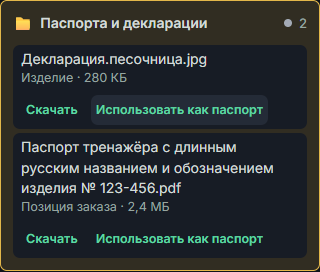 Паспорта и декларации 2
Декларация.песочница.jpg
Изделие · 280 КБ
Скачать Использовать как паспорт
Паспорт тренажёра с длинным
русским названием и обозначением
изделия № 123-456.pdf
Позиция заказа · 2,4 МБ
Скачать Использовать как паспорт